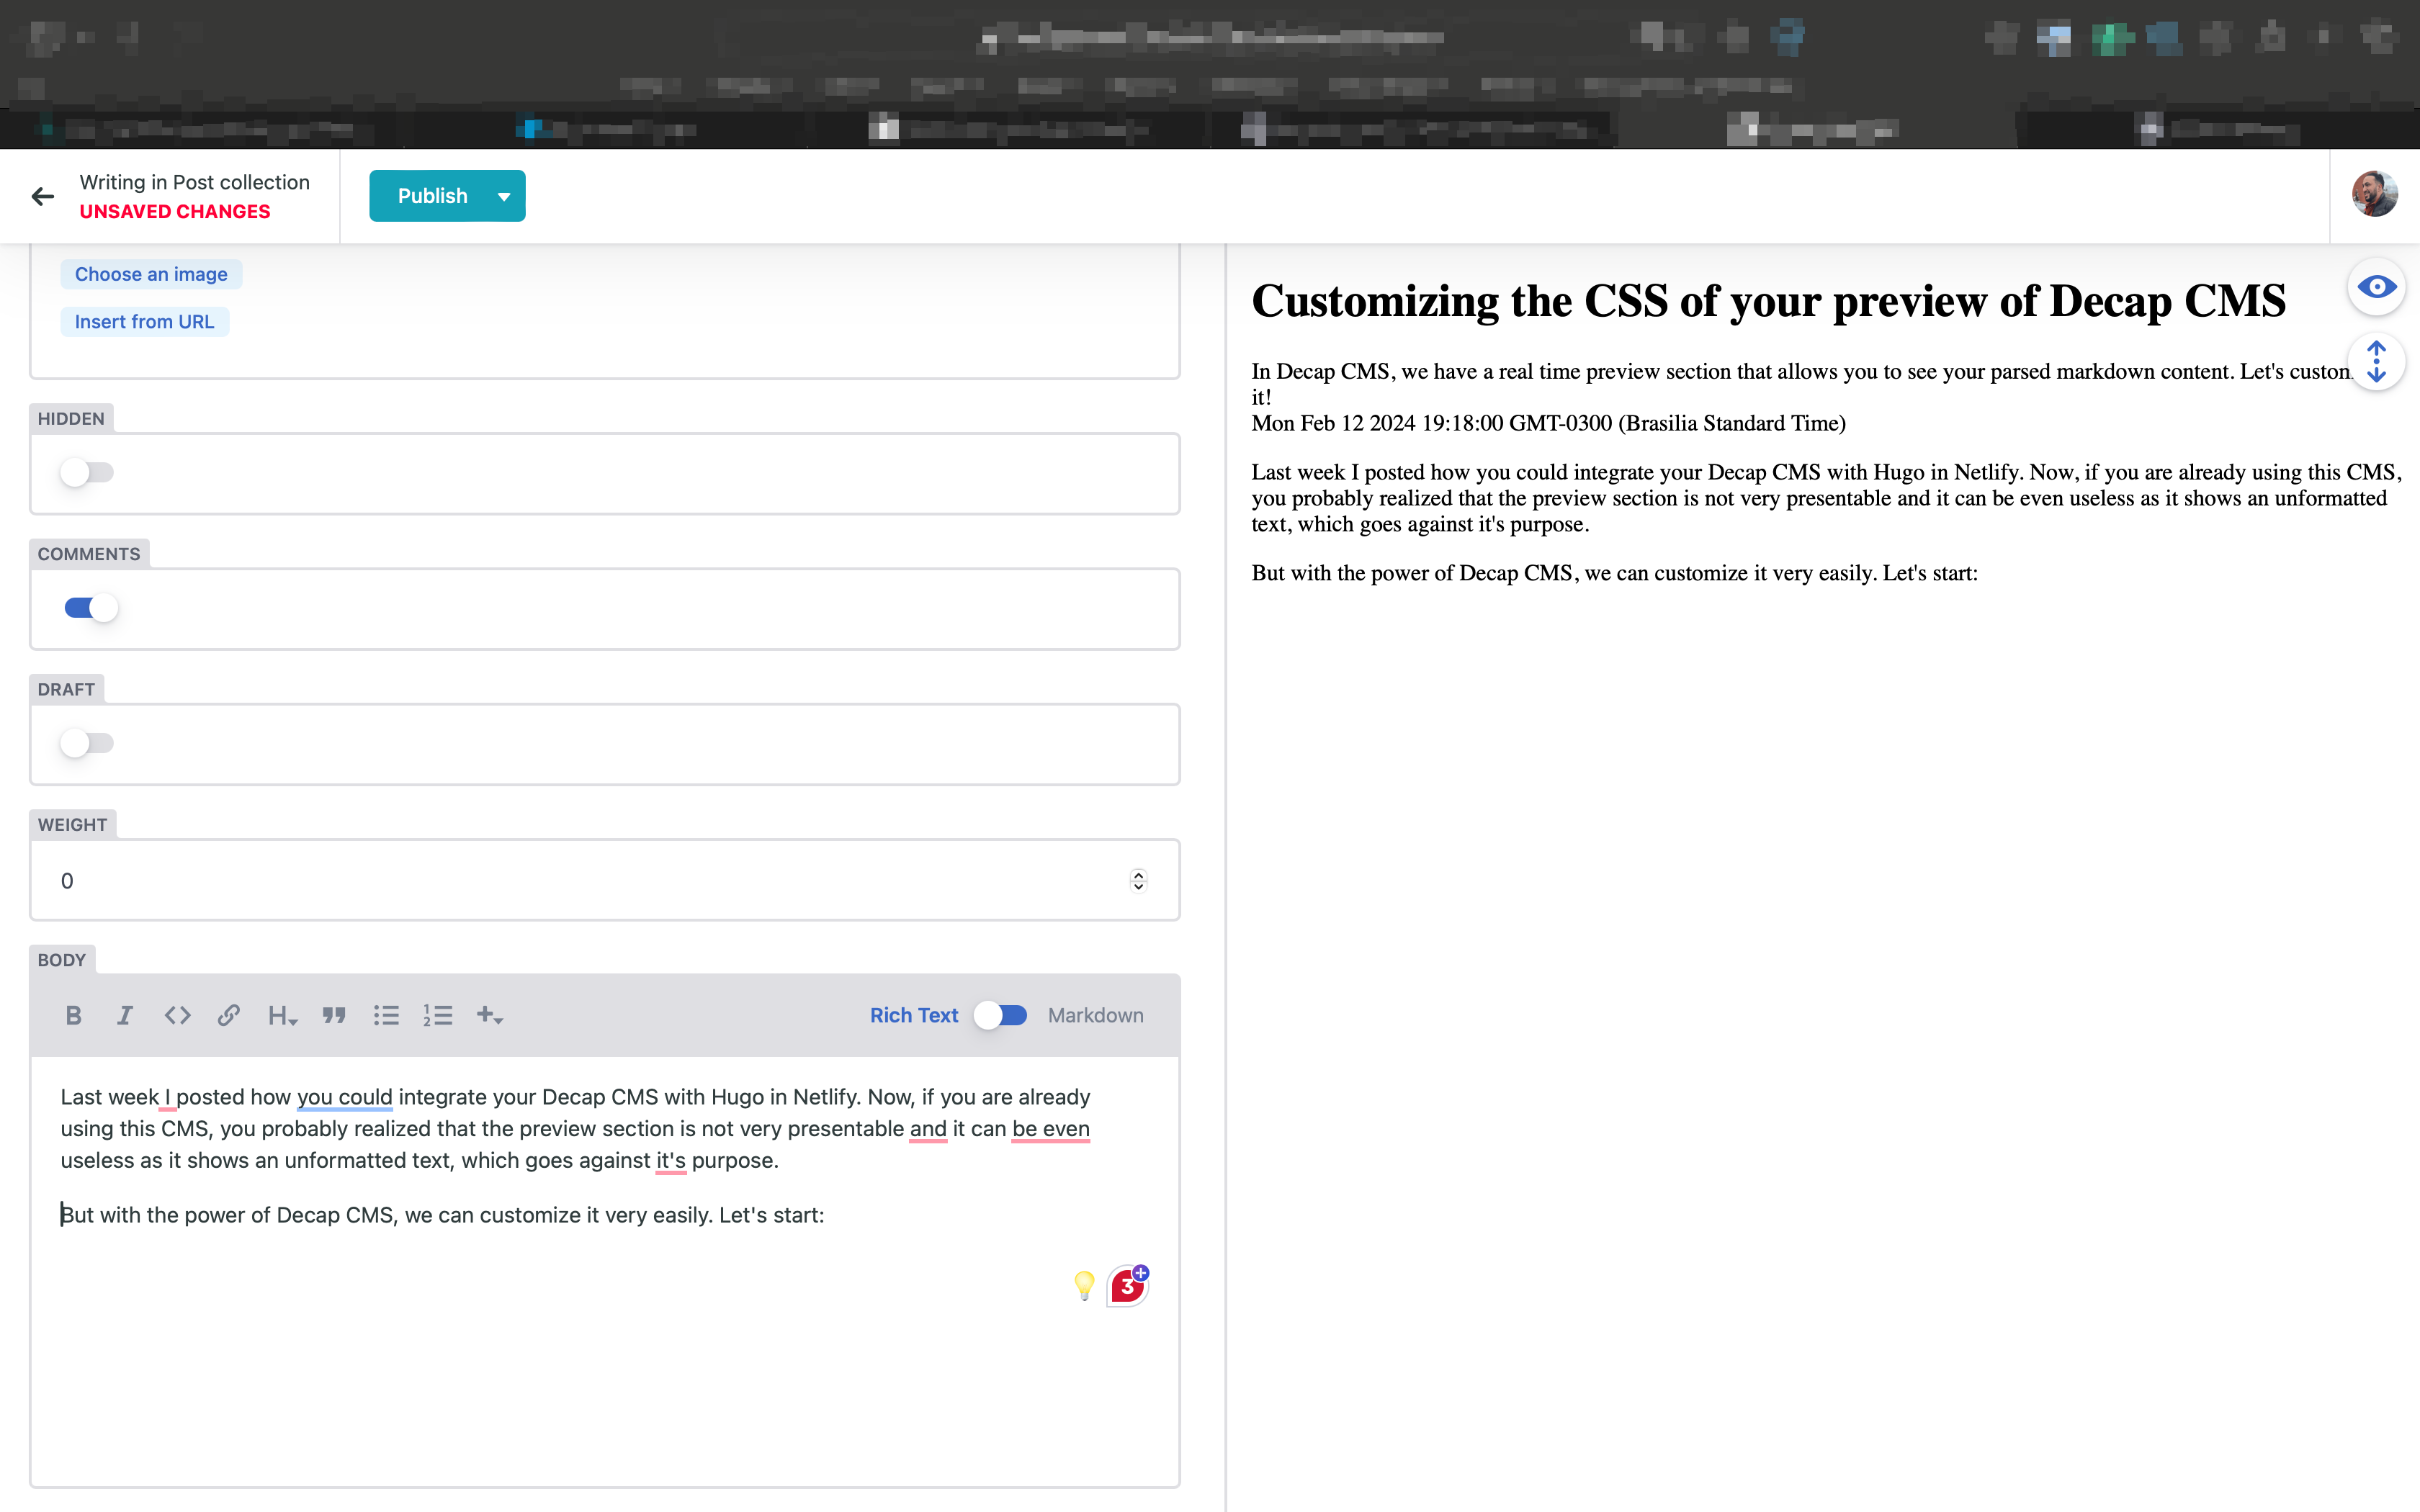 Writing in Post collection
UNSAVED CHANGES
Publish
Choose an image
Insert from URL
HIDDEN
COMMENTS
DRAFT
WEIGHT
0
BODY
B I <> H 99 1 2 +
Rich Text Markdown
Last week I posted how you could integrate your Decap CMS with Hugo in Netlify. Now, if you are already
using this CMS, you probably realized that the preview section is not very presentable and it can be even
useless as it shows an unformatted text, which goes against it's purpose.
But with the power of Decap CMS, we can customize it very easily. Let's start:
3
Customizing the CSS of your preview of Decap CMS
In Decap CMS, we have a real time preview section that allows you to see your parsed markdown content. Let's custom
it!
Mon Feb 12 2024 19:18:00 GMT-0300 (Brasilia Standard Time)
Last week I posted how you could integrate your Decap CMS with Hugo in Netlify. Now, if you are already using this CMS,
you probably realized that the preview section is not very presentable and it can be even useless as it shows an unformatted
text, which goes against it's purpose.
But with the power of Decap CMS, we can customize it very easily. Let's start: